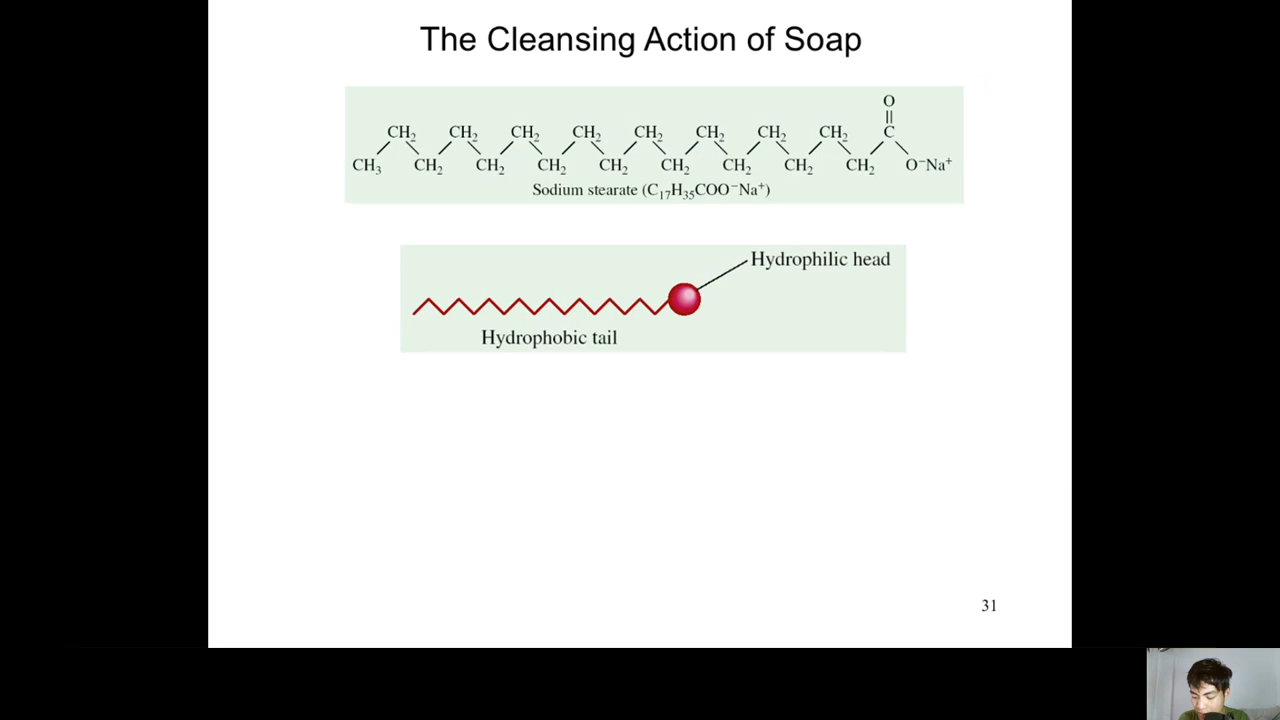 The Cleansing Action of Soap
O
||
CH₂ CH₂ CH₂ CH₂ CH₂ CH₂ CH₂ CH₂ C
CH₃ CH₂ CH₂ CH₂ CH₂ CH₂ CH₂ CH₂ CH₂ O⁻Na⁺
Sodium stearate (C₁₇H₃₅COO⁻Na⁺)
Hydrophilic head
Hydrophobic tail
31